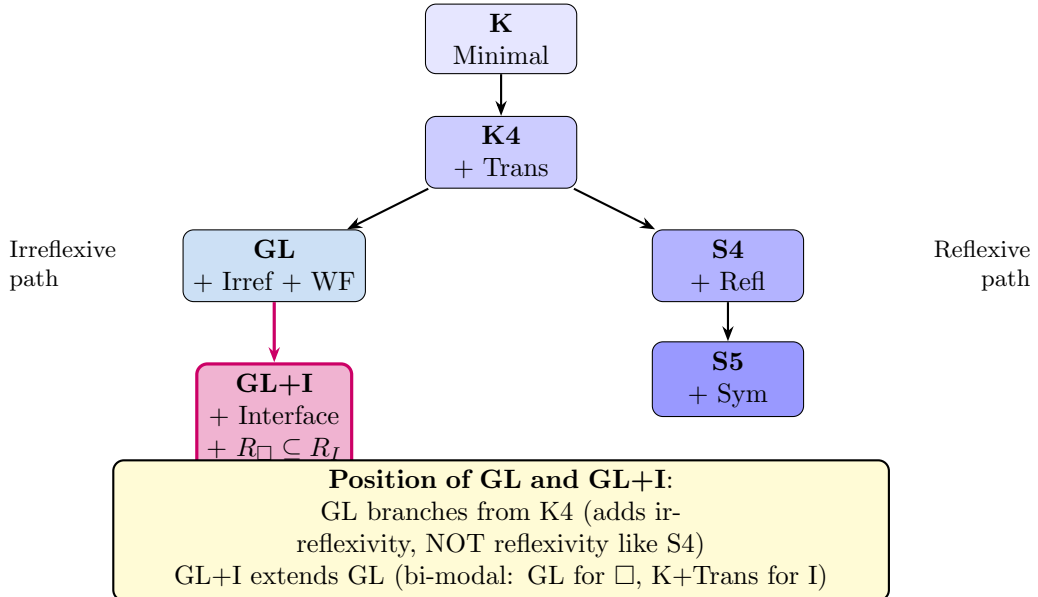 K
Minimal
K4
+ Trans
Irreflexive
path
GL
+ Irref + WF
S4
+ Refl
Reflexive
path
GL+I
+ Interface
+ R□ ⊆ R_I
S5
+ Sym
Position of GL and GL+I:
GL branches from K4 (adds ir-
reflexivity, NOT reflexivity like S4)
GL+I extends GL (bi-modal: GL for □, K+Trans for I)